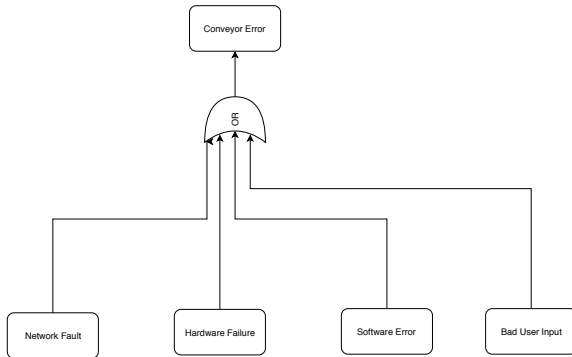 Conveyor Error
OR
Network Fault
Hardware Failure
Software Error
Bad User Input